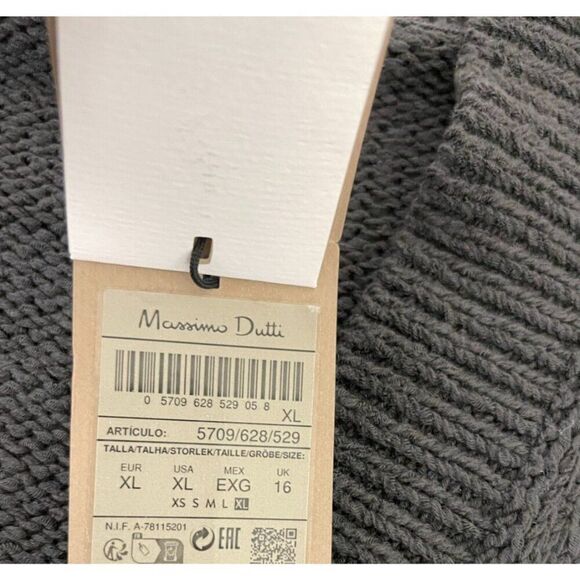 Massimo Dutti
0 5709 628 529 05 8
XL
ARTÍCULO: 5709/628/529
TALLA/TALHA/STORLEK/TAILLE/GRÖBE/SIZE:
EUR USA MEX UK
XL XL EXG 16
XS S M L XL
N.I.F. A-78115201
FR EAC